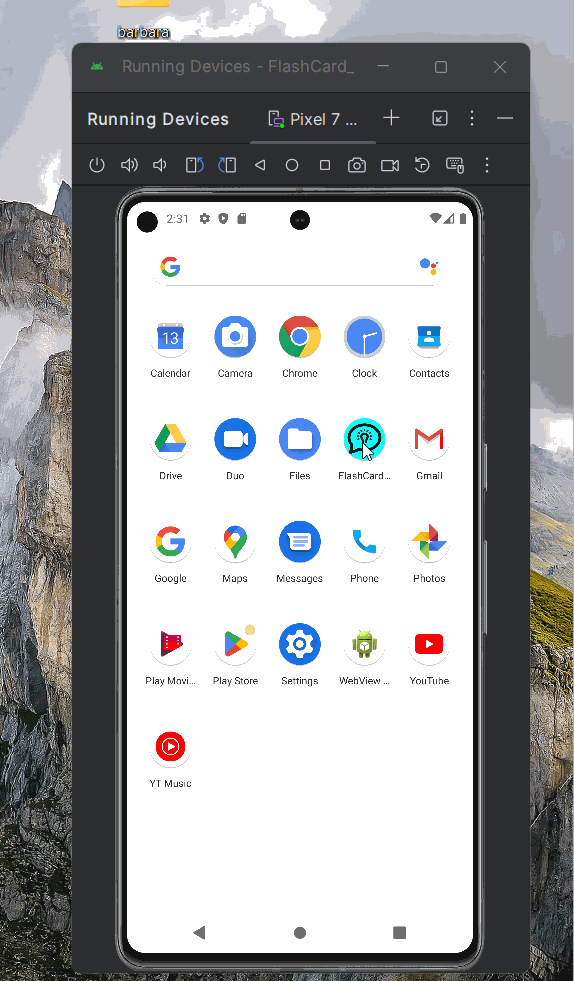 barbara
Running Devices - FlashCard_
Running Devices
Pixel 7 ...
2:31
G
13
Calendar
Camera
Chrome
Clock
Contacts
Drive
Duo
Files
FlashCard...
Gmail
G
Google
Maps
Messages
Phone
Photos
Play Movi...
Play Store
Settings
WebView ...
YouTube
YT Music